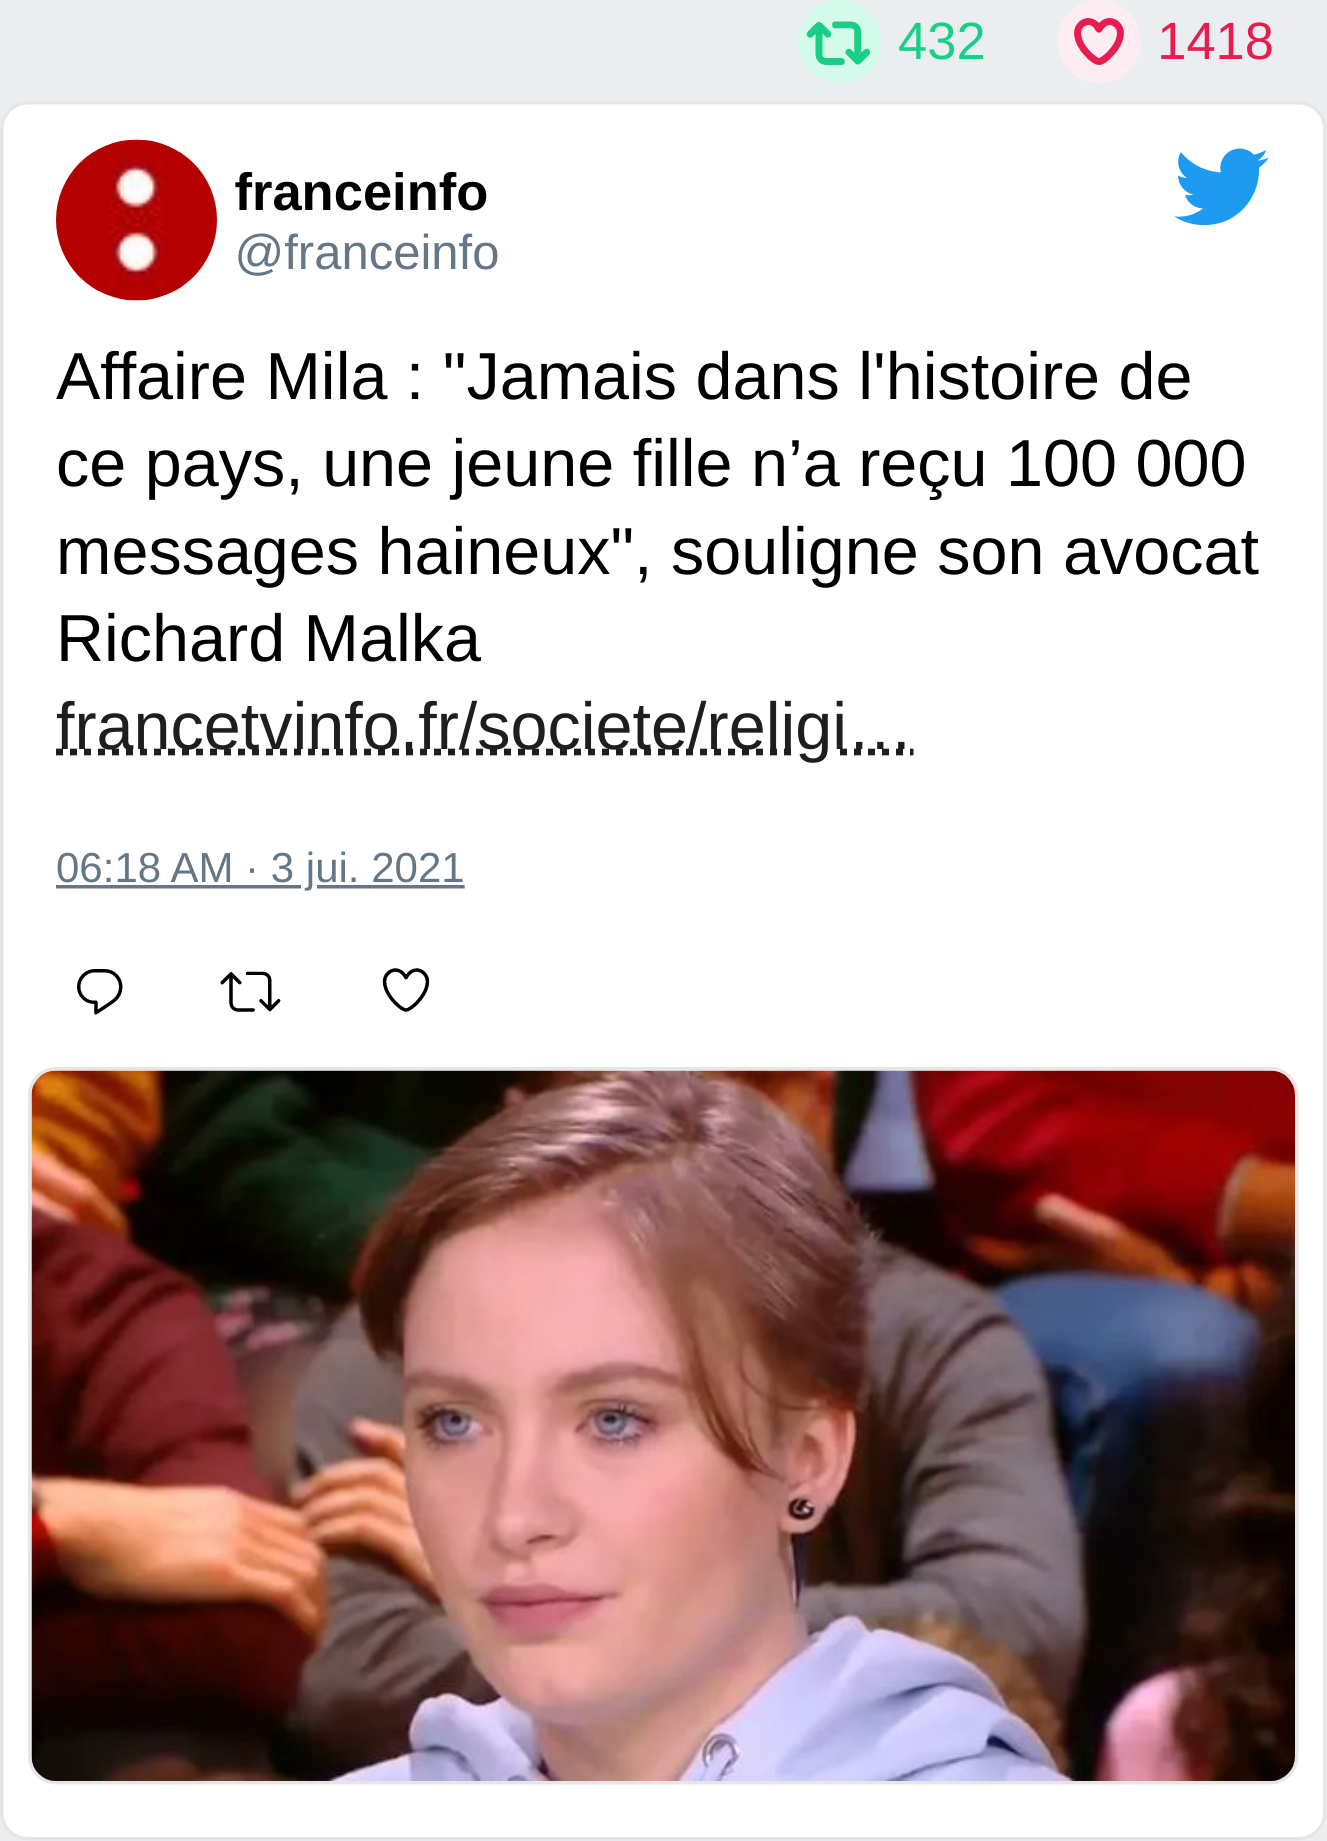 432 1418
franceinfo
@franceinfo
Affaire Mila : "Jamais dans l'histoire de
ce pays, une jeune fille n’a reçu 100 000
messages haineux", souligne son avocat
Richard Malka
francetvinfo.fr/societe/religi…
06:18 AM · 3 jui. 2021